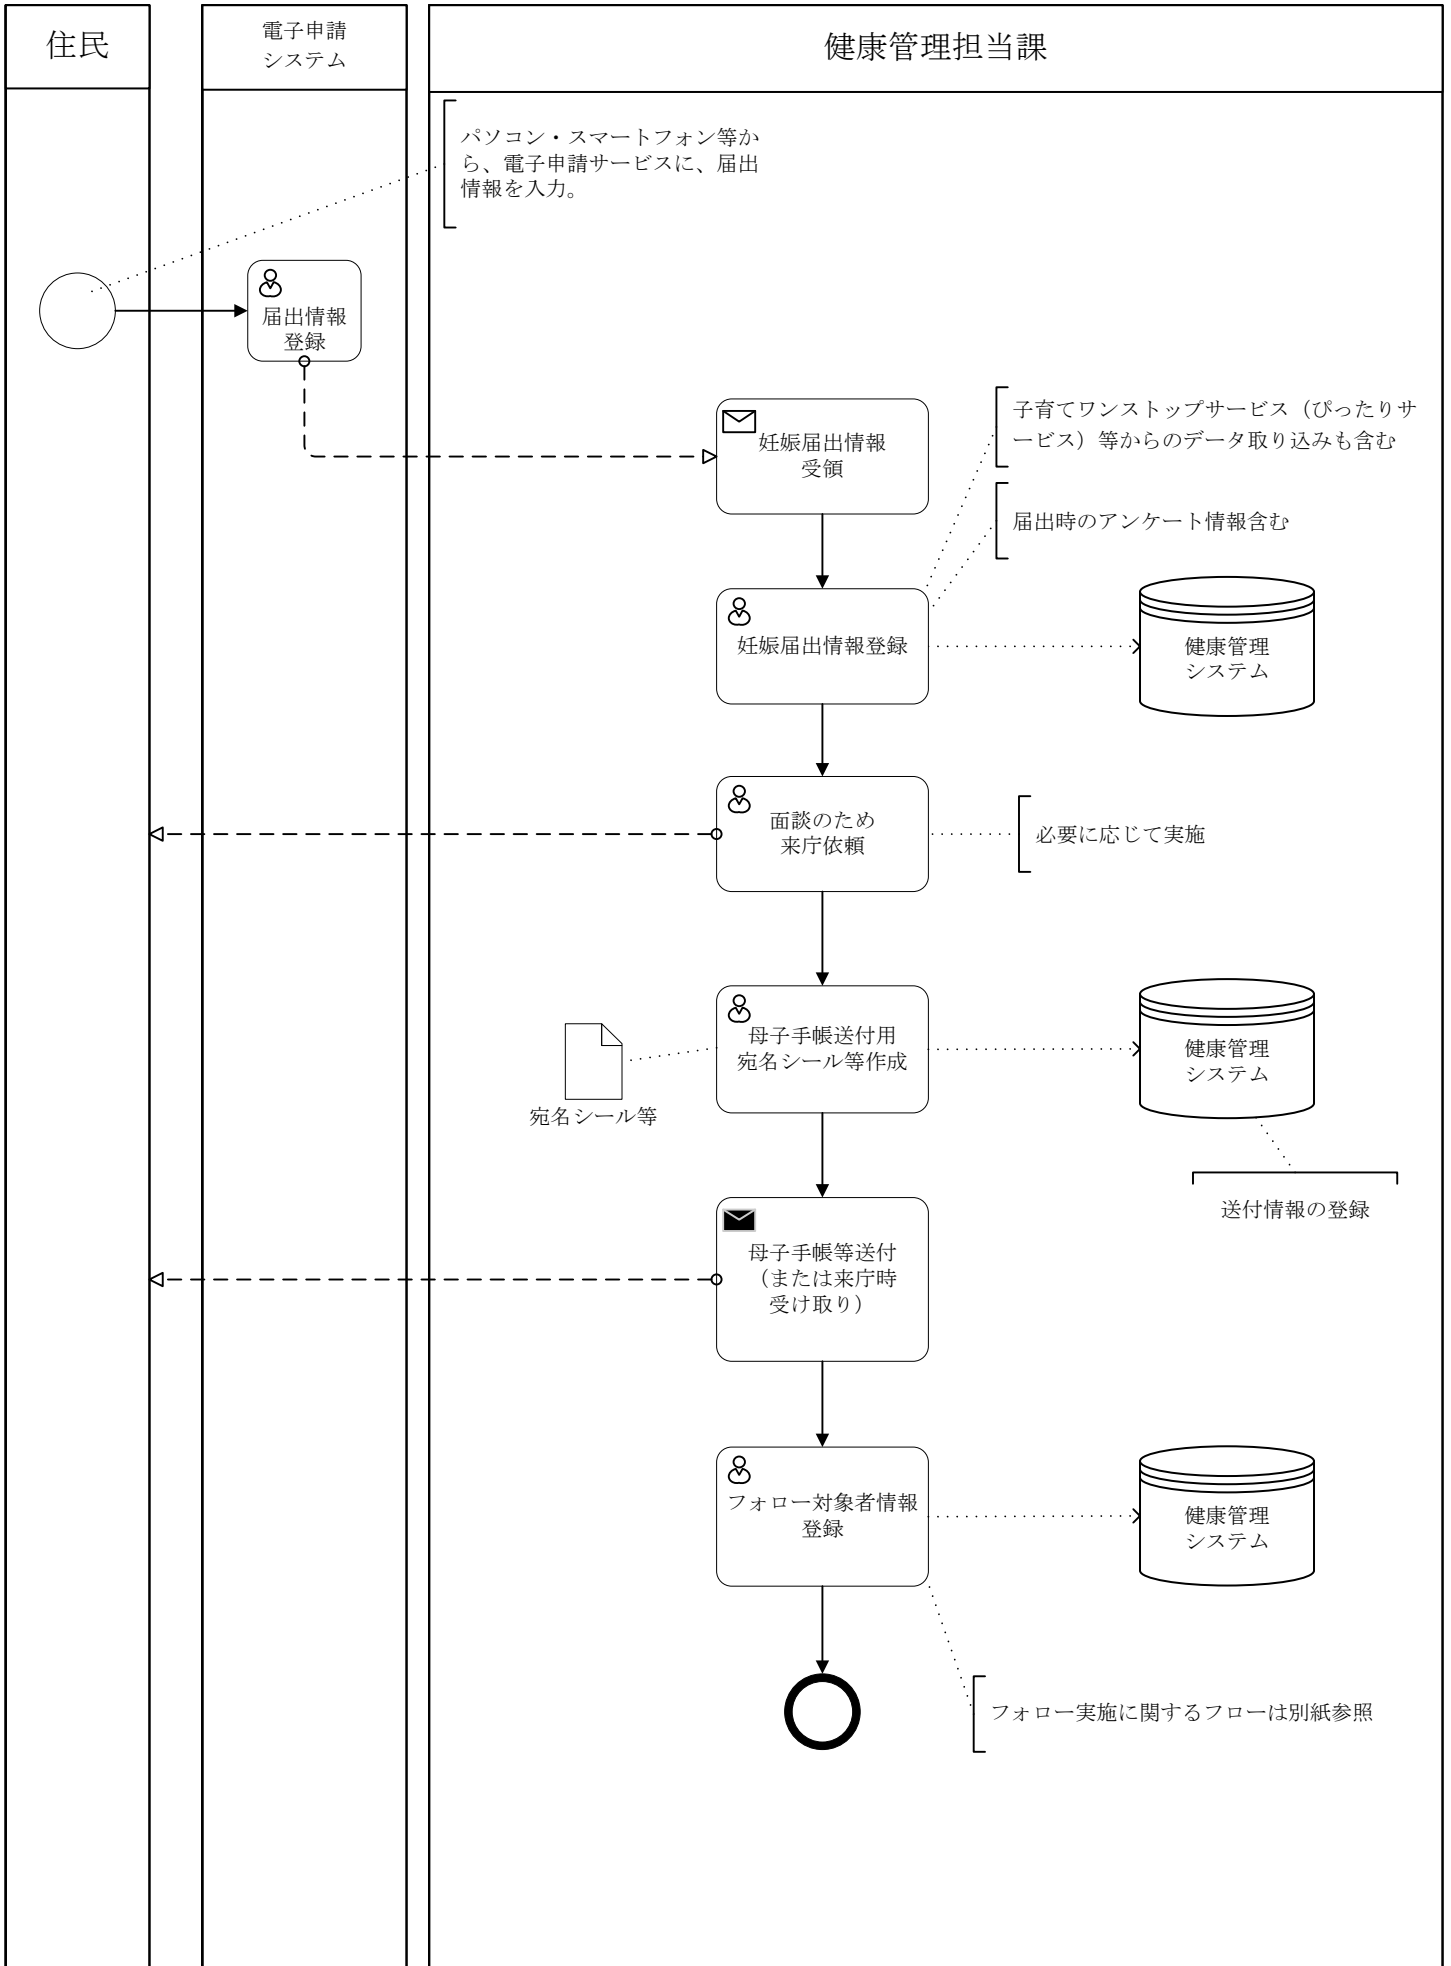 住民
電子申請
システム
健康管理担当課
パソコン・スマートフォン等か
ら、電子申請サービスに、届出
情報を入力。
届出情報
登録
妊娠届出情報
受領
子育てワンストップサービス（ぴったりサ
ービス）等からのデータ取り込みも含む
届出時のアンケート情報含む
妊娠届出情報登録
健康管理
システム
面談のため
来庁依頼
必要に応じて実施
母子手帳送付用
宛名シール等作成
宛名シール等
健康管理
システム
送付情報の登録
母子手帳等送付
（または来庁時
受け取り）
フォロー対象者情報
登録
健康管理
システム
フォロー実施に関するフローは別紙参照